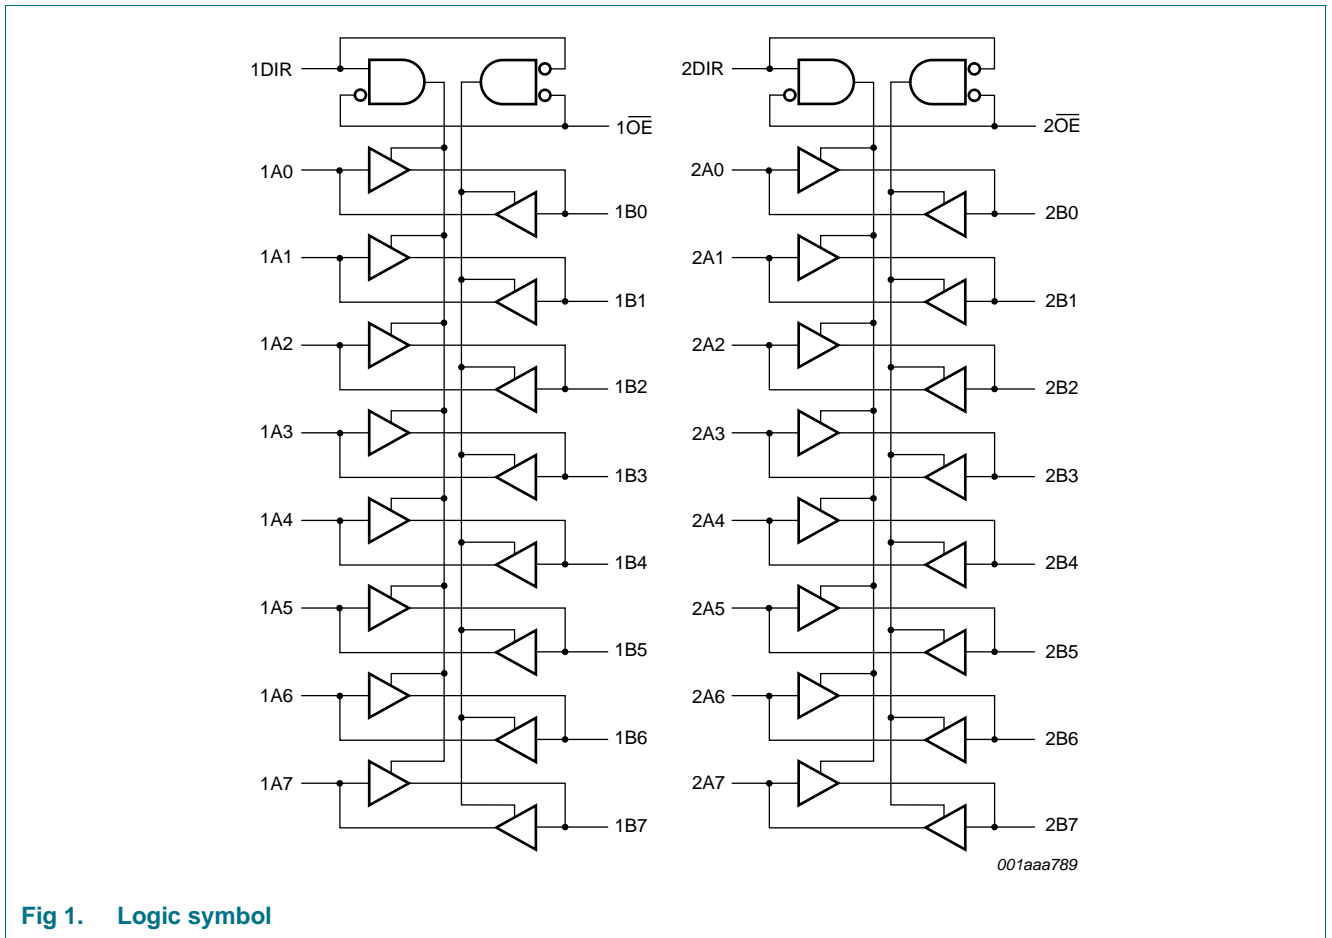 1DIR
1OE
1A0
1B0
1A1
1B1
1A2
1B2
1A3
1B3
1A4
1B4
1A5
1B5
1A6
1B6
1A7
1B7
2DIR
2OE
2A0
2B0
2A1
2B1
2A2
2B2
2A3
2B3
2A4
2B4
2A5
2B5
2A6
2B6
2A7
2B7
001aaa789
Fig 1. Logic symbol